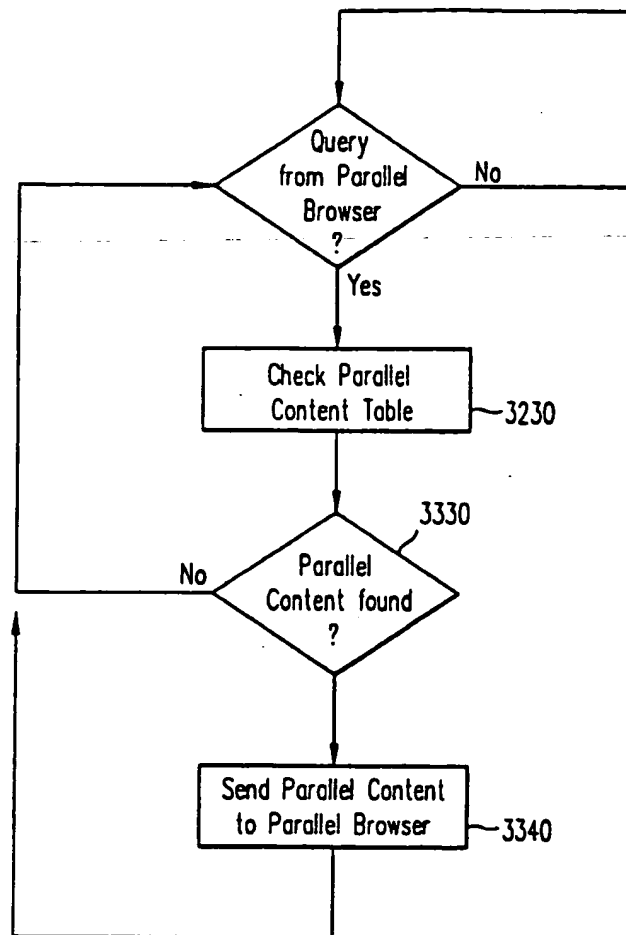 Query
from Parallel
Browser
?
No
Yes
Check Parallel
Content Table
3230
3330
No
Parallel
Content found
?
Send Parallel Content
to Parallel Browser
3340